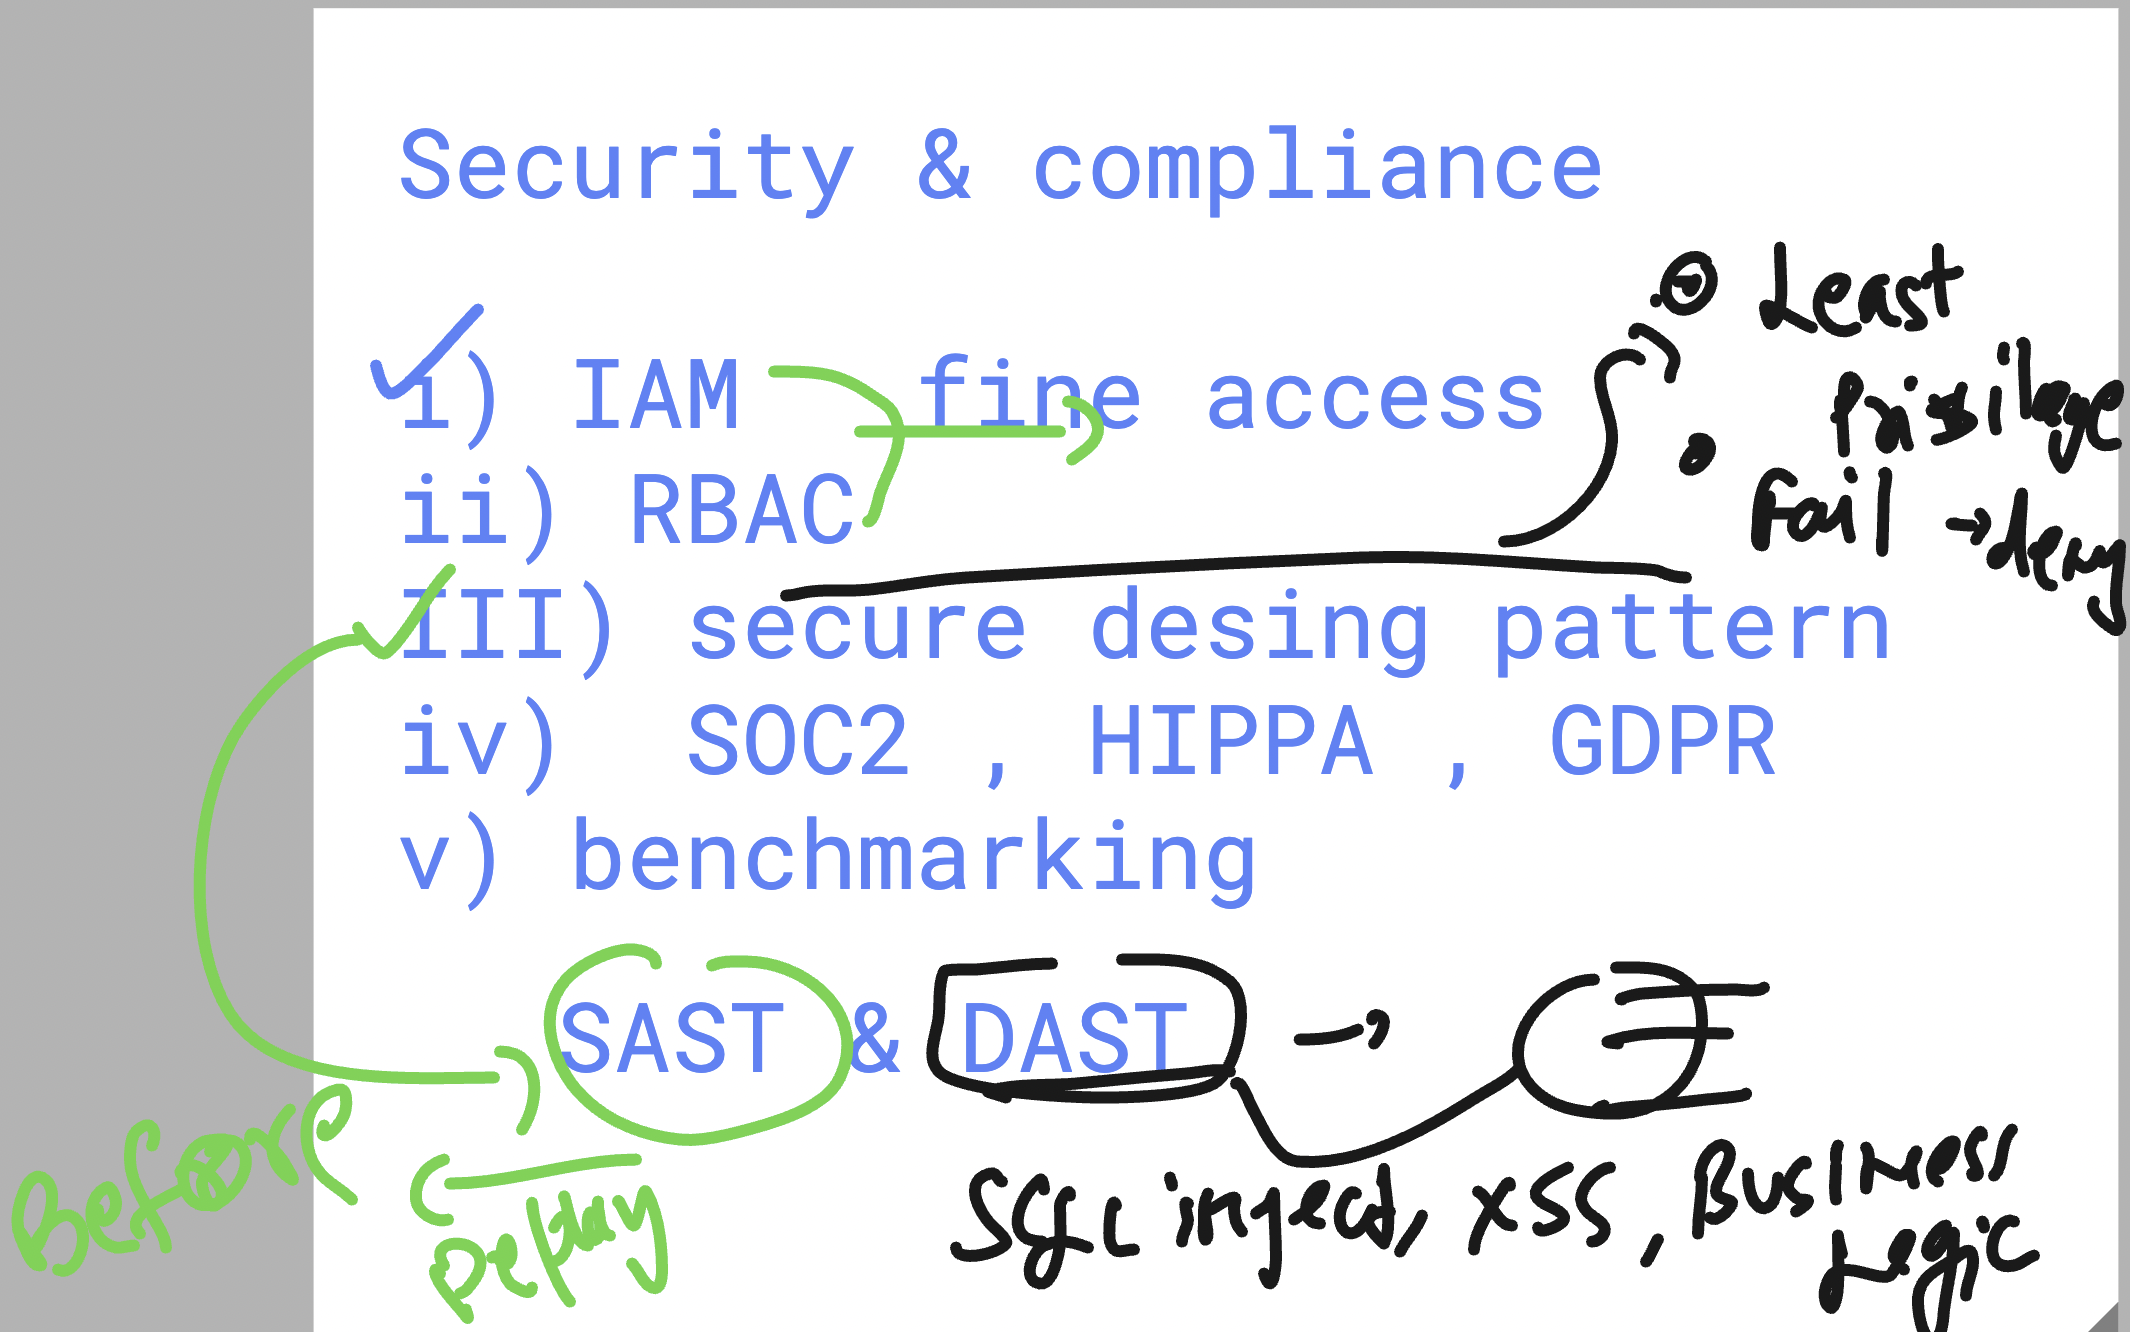 Security & compliance
Least
Privilage
i) IAM fine access
Fail → deny
ii) RBAC
III) secure desing pattern
iv) SOC2 , HIPPA , GDPR
v) benchmarking
SAST & DAST →
Before
Deploy
SQL inject, XSS, Business
Logic